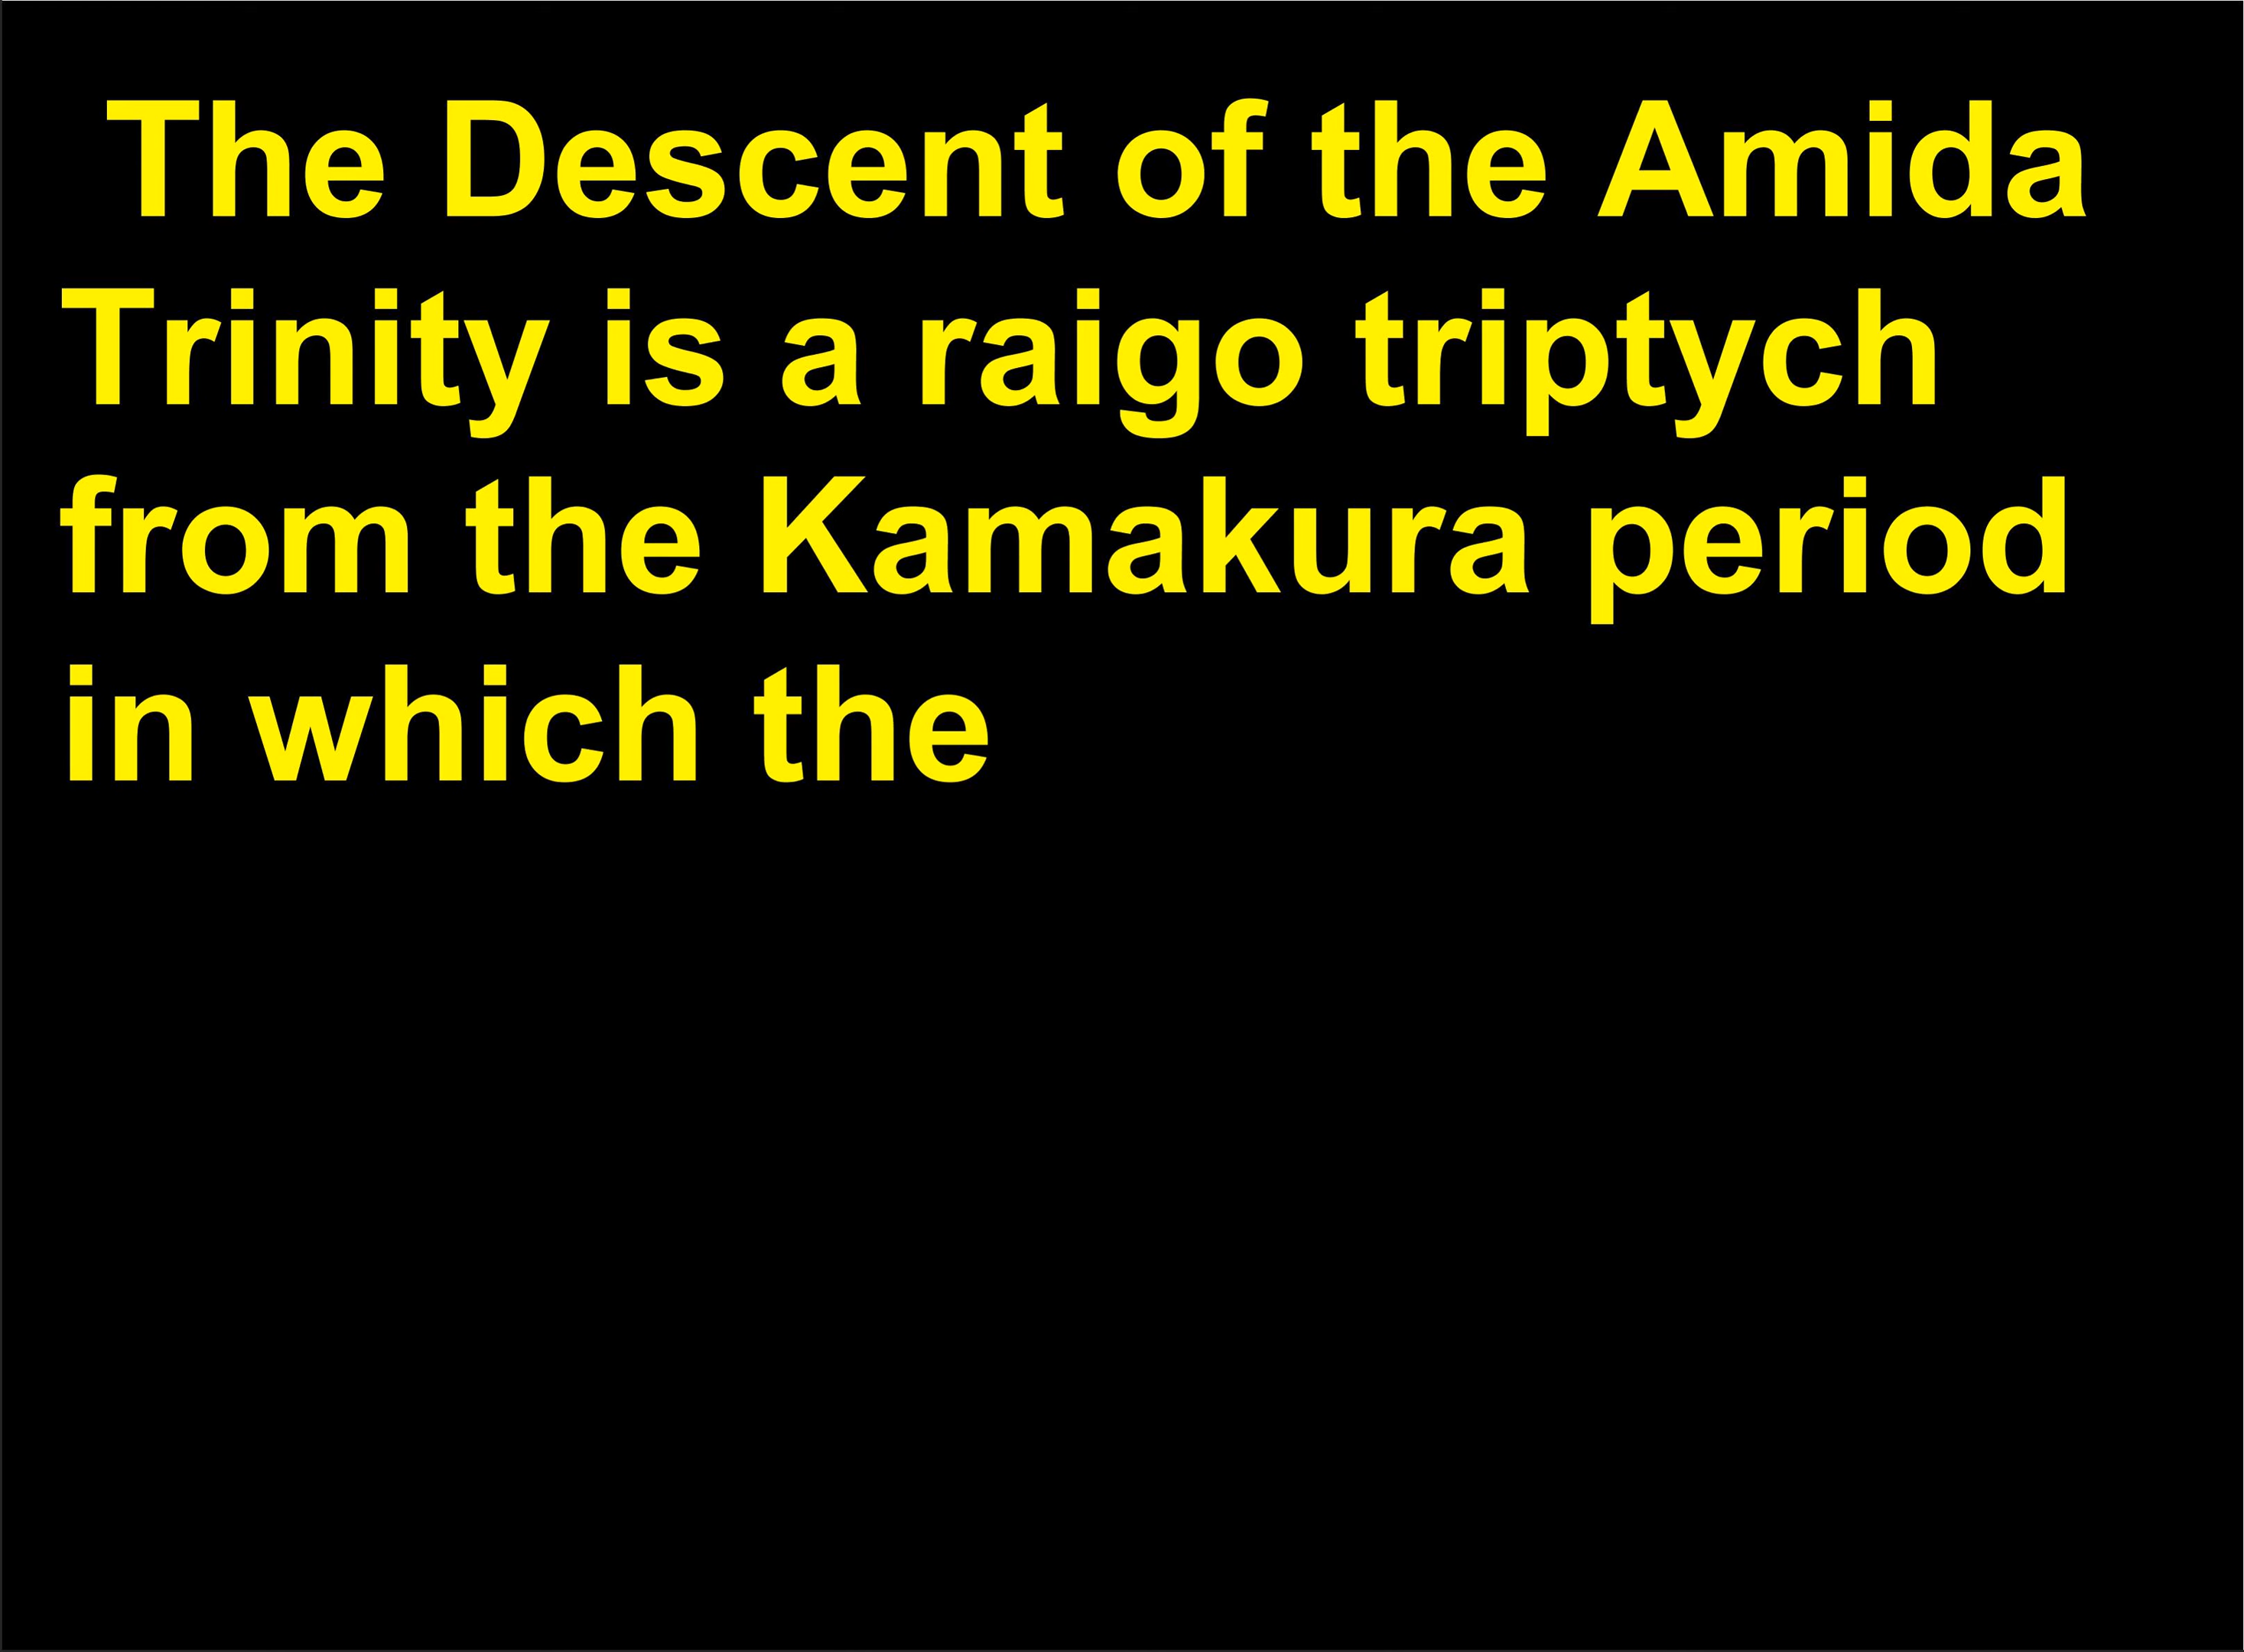 The Descent of the Amida
Trinity is a raigo triptych
from the Kamakura period
in which the